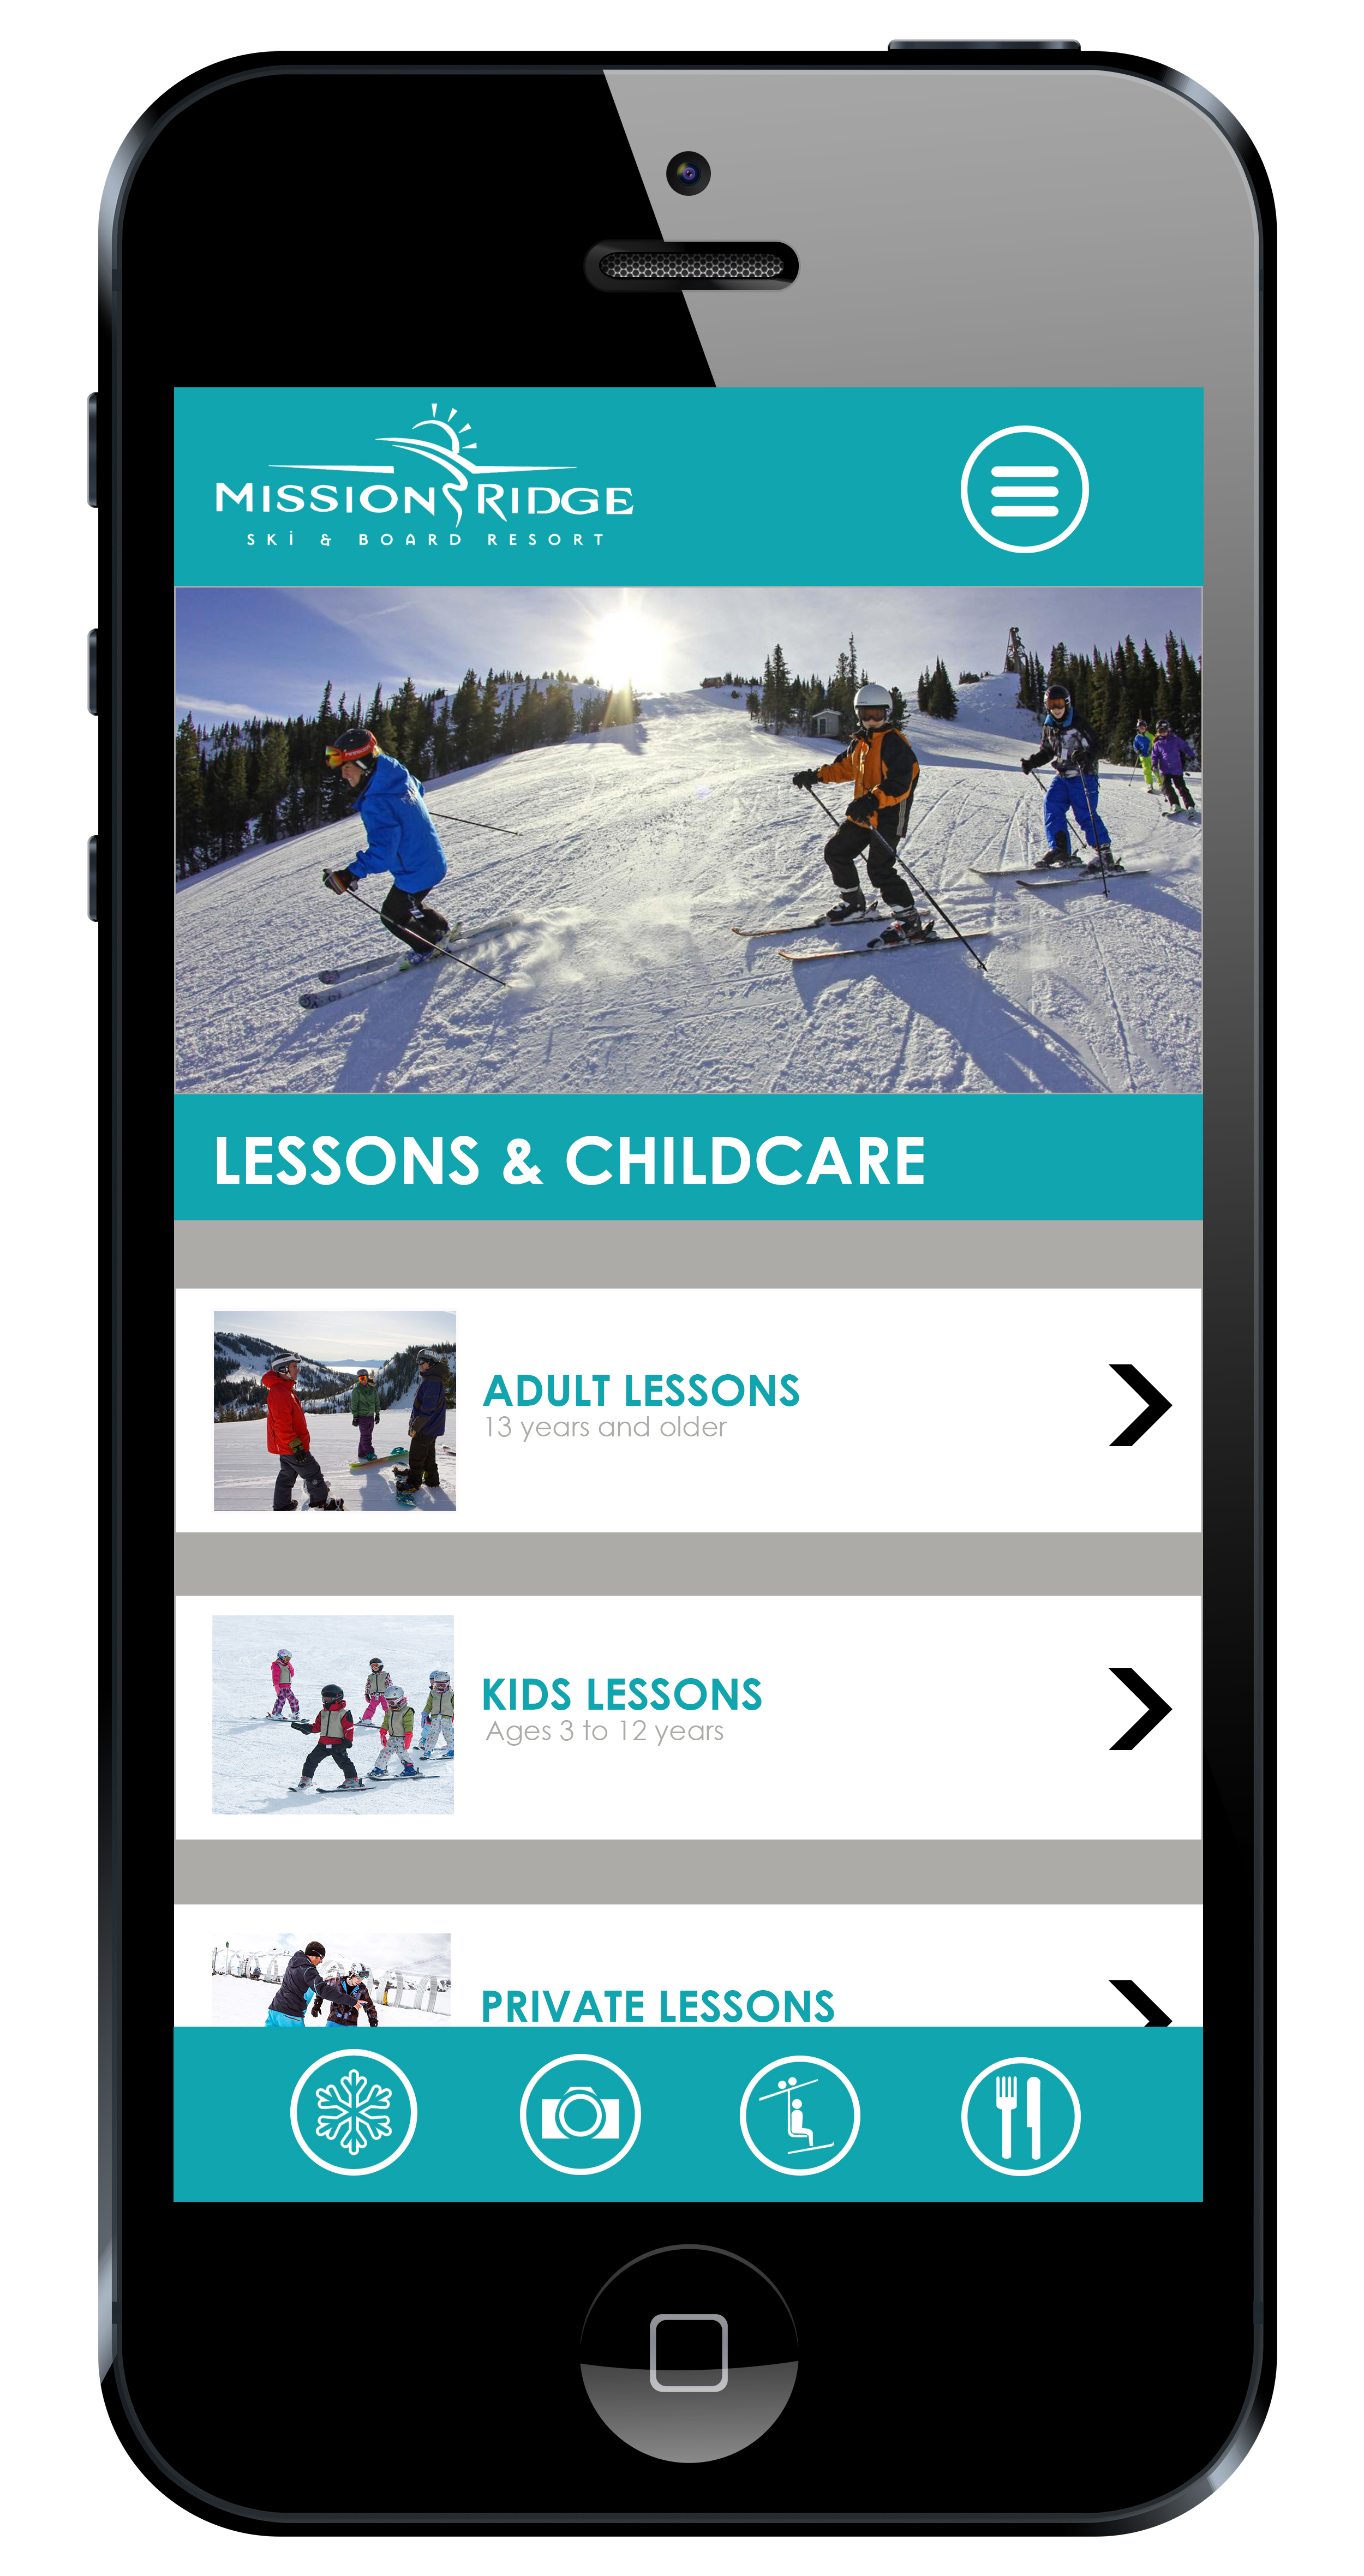 MISSION RIDGE
SKi & BOARD RESORT
LESSONS & CHILDCARE
ADULT LESSONS
13 years and older
KIDS LESSONS
Ages 3 to 12 years
PRIVATE LESSONS